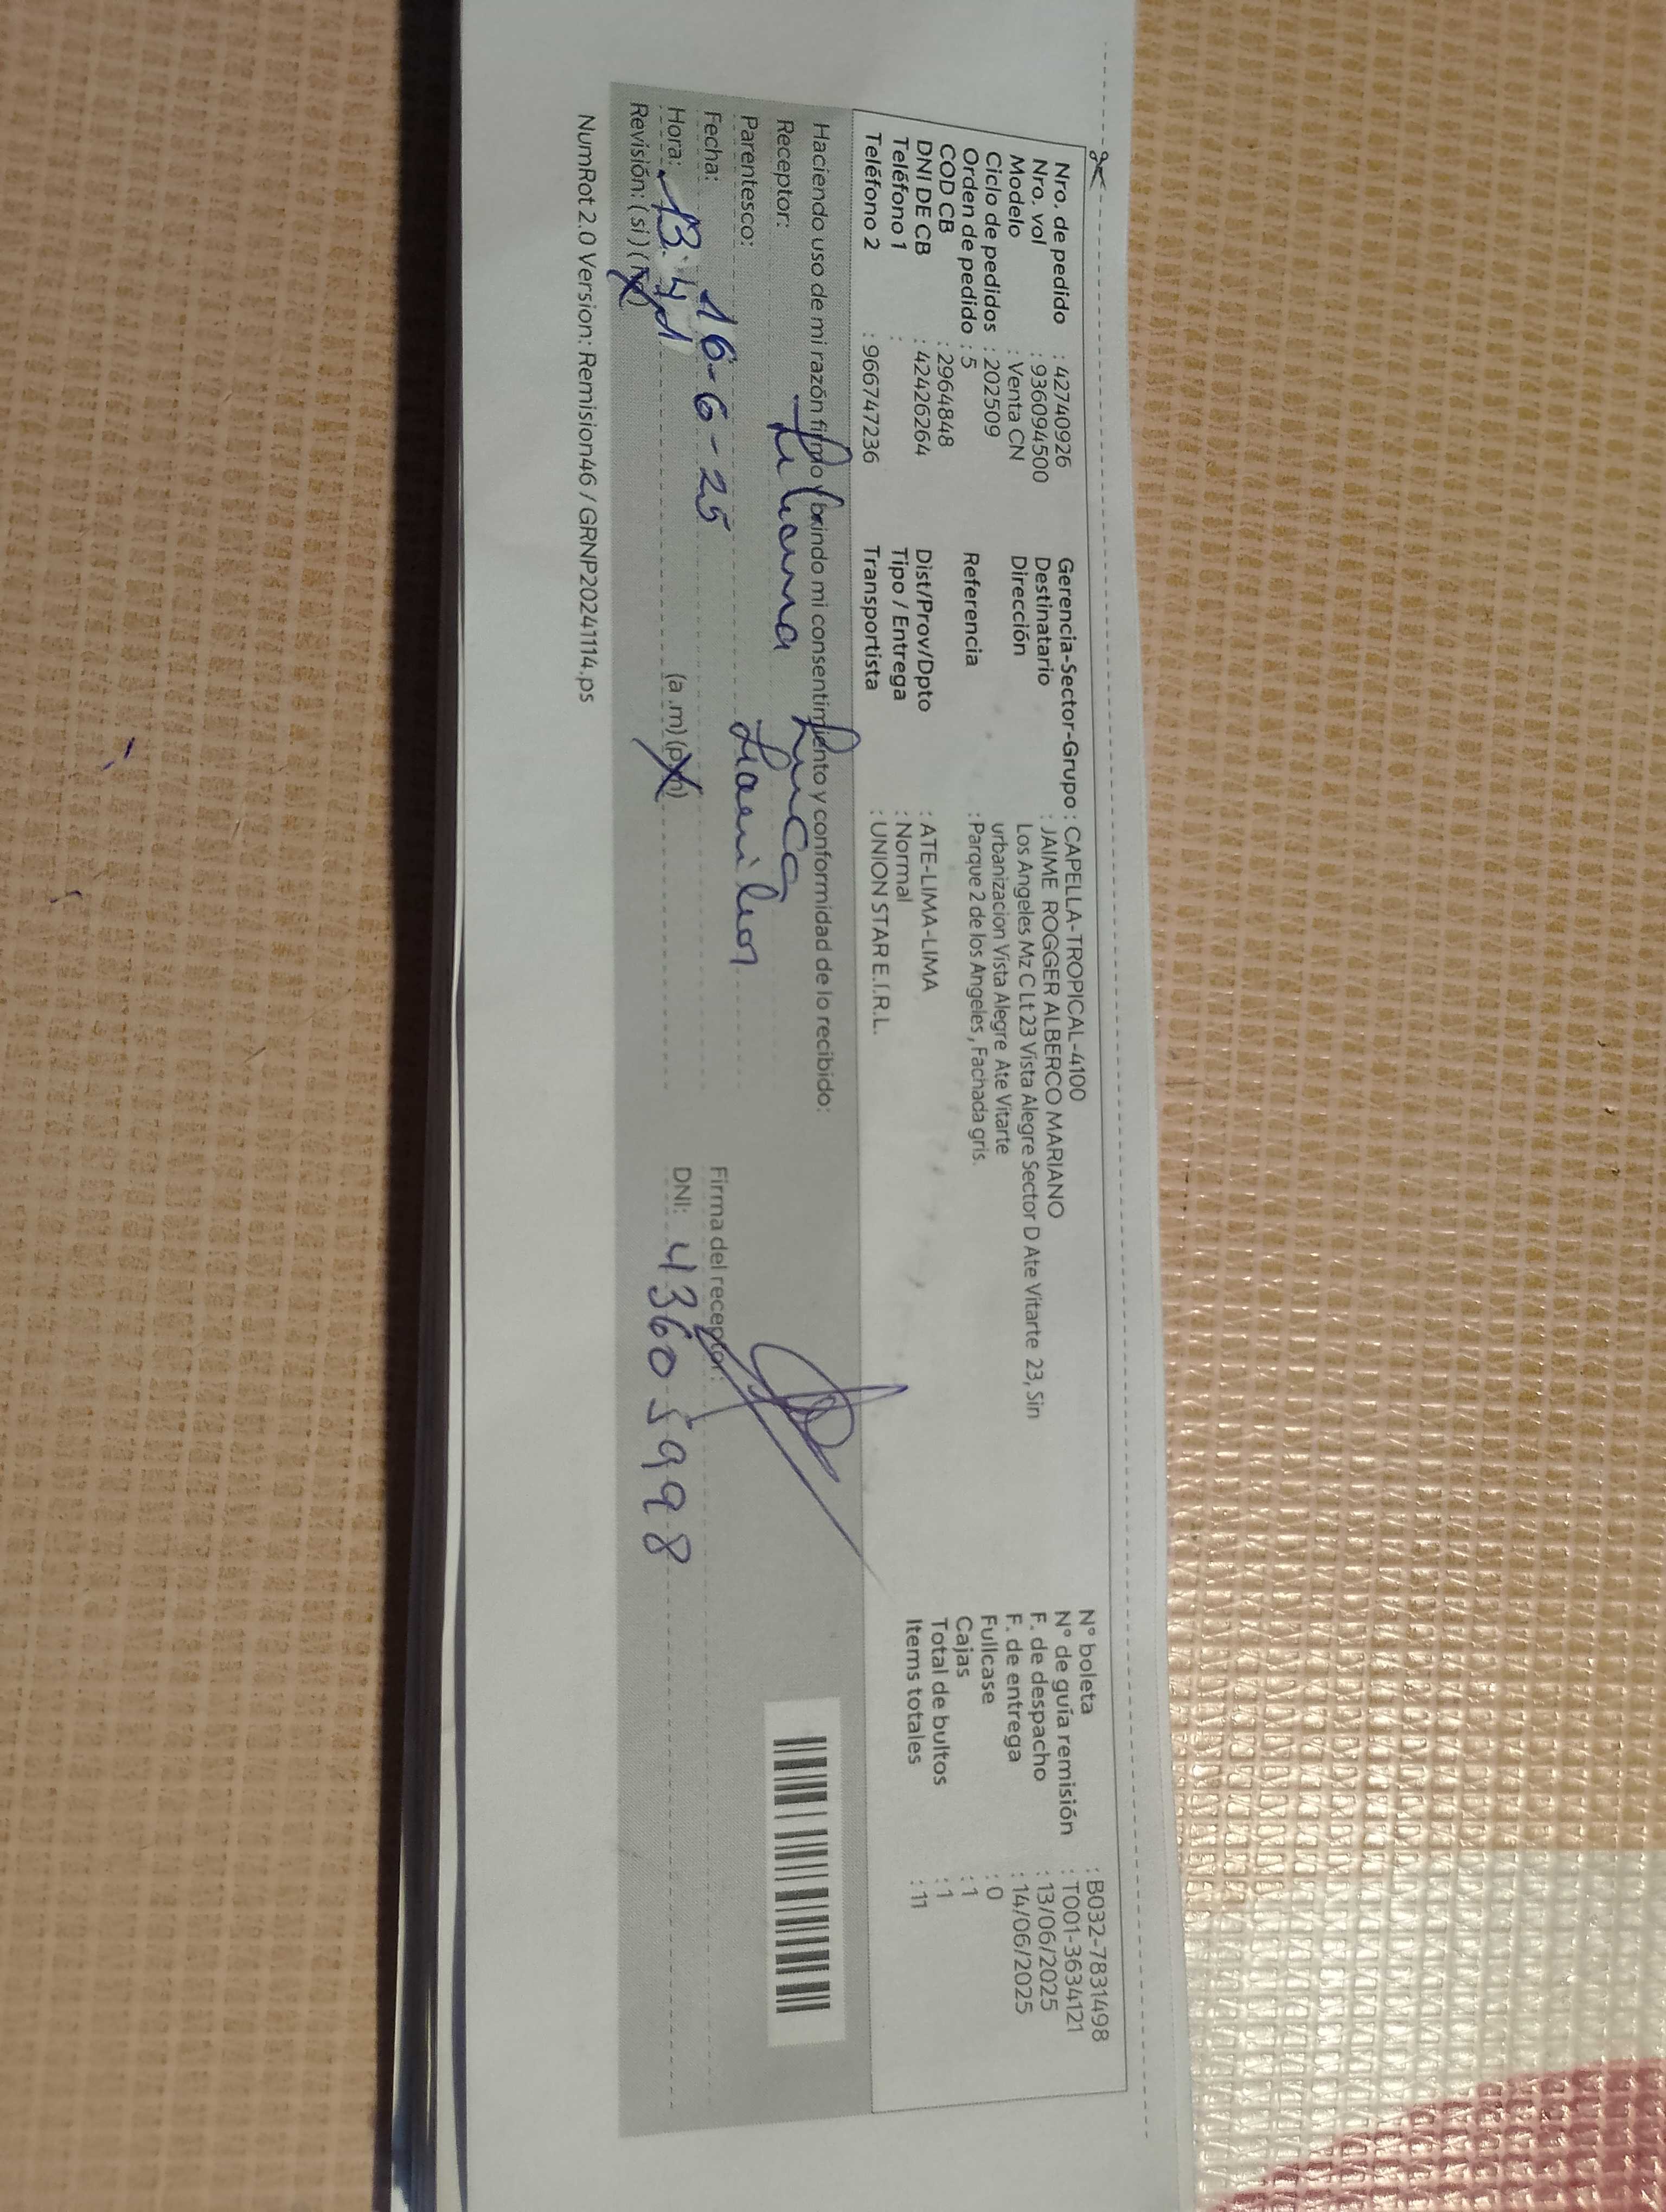 Nro. de pedido : 42740926
Nro. vol : 936094500
Modelo : Venta CN
Ciclo de pedidos : 202509
Orden de pedido : 5
COD CB : 2964848
DNI DE CB : 42426264
Teléfono 1 :
Teléfono 2 : 966747236
Gerencia-Sector-Grupo : CAPELLA-TROPICAL-4100
Destinatario : JAIME ROGGER ALBERCO MARIANO
Dirección Los Angeles Mz C Lt 23 Vista Alegre Sector D Ate Vitarte 23, Sin
urbanizacion Vista Alegre Ate Vitarte
Referencia : Parque 2 de los Angeles, Fachada gris.
Dist/Prov/Dpto : ATE-LIMA-LIMA
Tipo / Entrega : Normal
Transportista : UNION STAR E.I.R.L.
N° boleta : B032-7831498
N° de guía remisión : T001-3634121
F. de despacho : 13/06/2025
F. de entrega : 14/06/2025
Fullcase : 0
Cajas : 1
Total de bultos : 1
Items totales : 11
Haciendo uso de mi razón firmo y brindo mi consentimiento y conformidad de lo recibido:
Receptor:
Parentesco:
Fecha: 16-6-25
Hora: 13: (a.m) (p.m)
Revisión: (si) (no)
Firma del receptor:
DNI: 43605998
NumRot 2.0 Version: Remision46 / GRNP20241114.ps